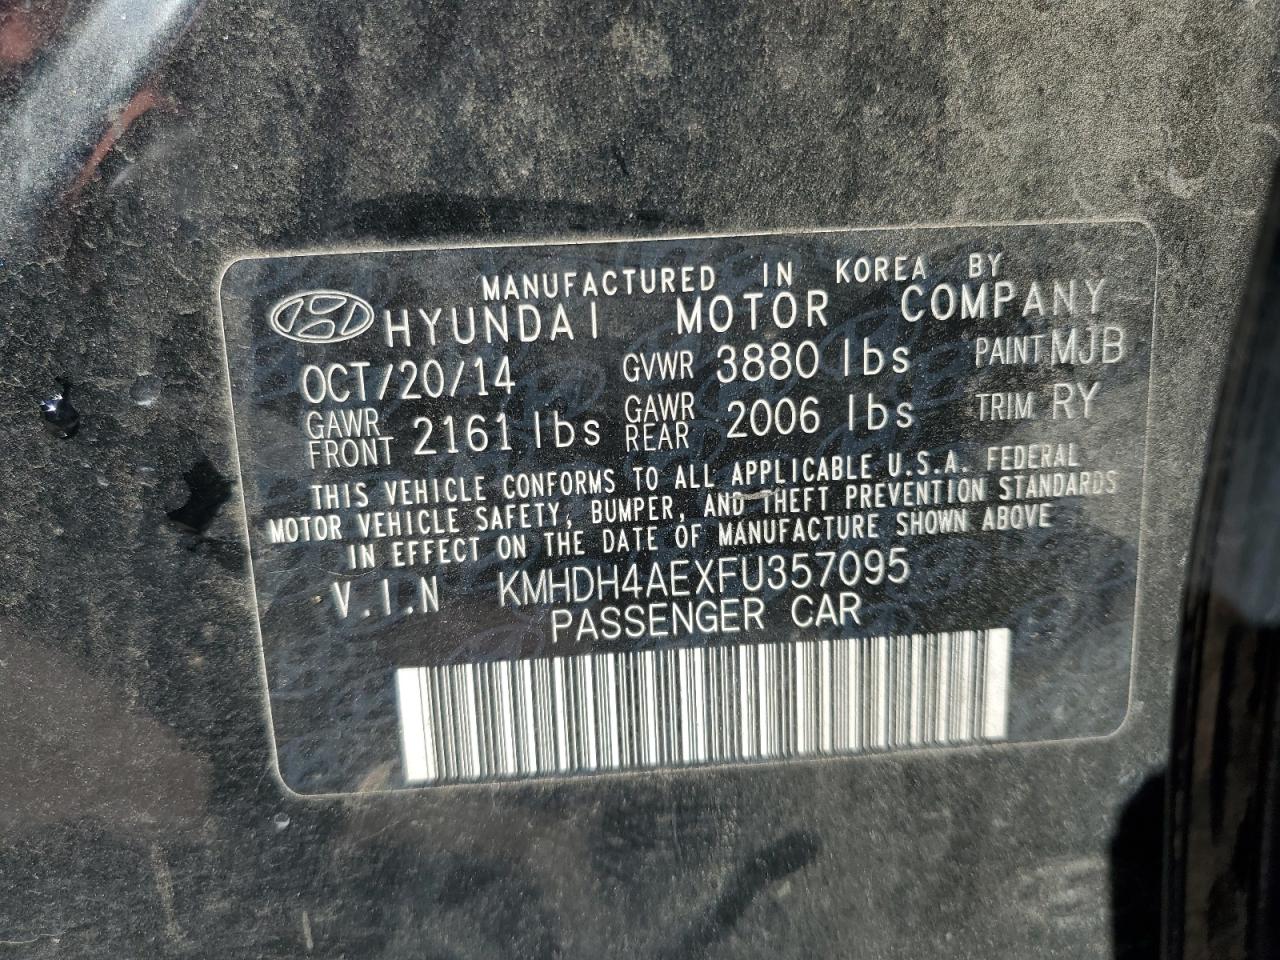 MANUFACTURED IN KOREA BY
HYUNDAI MOTOR COMPANY
OCT/20/14 GVWR 3880 lbs PAINT MJB
GAWR FRONT 2161 lbs GAWR REAR 2006 lbs TRIM RY
THIS VEHICLE CONFORMS TO ALL APPLICABLE U.S.A. FEDERAL
MOTOR VEHICLE SAFETY, BUMPER, AND THEFT PREVENTION STANDARDS
IN EFFECT ON THE DATE OF MANUFACTURE SHOWN ABOVE
V.I.N KMHDH4AEXFU357095
PASSENGER CAR